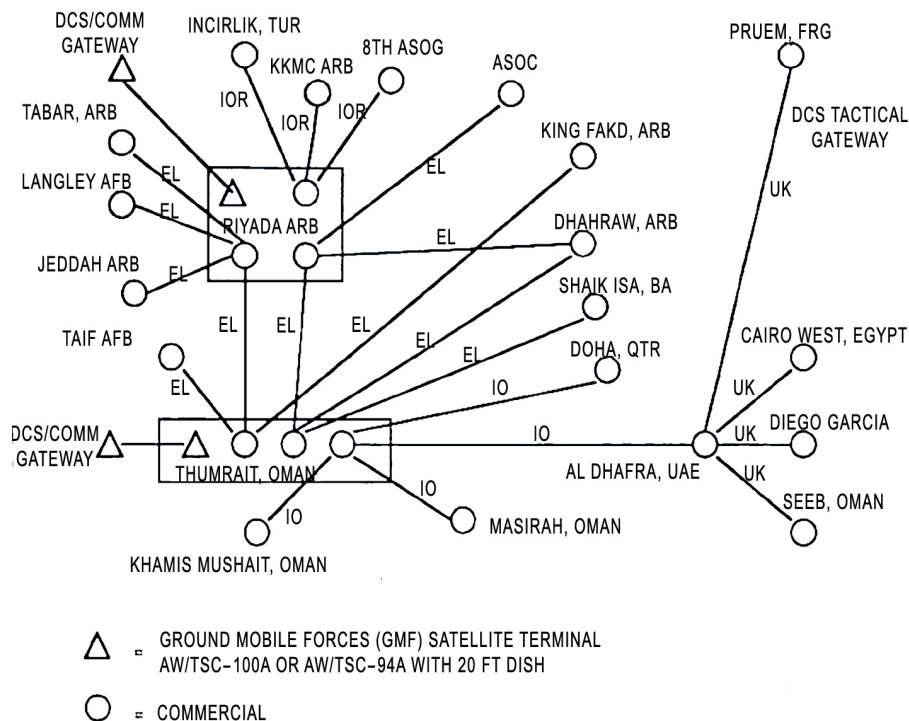 DCS/COMM
GATEWAY
INCIRLIK, TUR
KKMC ARB
8TH ASOG
ASOC
PRUEM, FRG
IOR
IOR
IOR
TABAR, ARB
KING FAKD, ARB
DCS TACTICAL
GATEWAY
EL
EL
LANGLEY AFB
EL
UK
RIYADA ARB
DHAHRAW, ARB
EL
JEDDAH ARB
EL
SHAIK ISA, BA
TAIF AFB
EL
EL
EL
EL
EL
DOHA, QTR
CAIRO WEST, EGYPT
EL
IO
UK
DCS/COMM
GATEWAY
THUMRAIT, OMAN
IO
AL DHAFRA, UAE
UK
DIEGO GARCIA
UK
SEEB, OMAN
IO
IO
MASIRAH, OMAN
KHAMIS MUSHAIT, OMAN
= GROUND MOBILE FORCES (GMF) SATELLITE TERMINAL
AW/TSC-100A OR AW/TSC-94A WITH 20 FT DISH
= COMMERCIAL